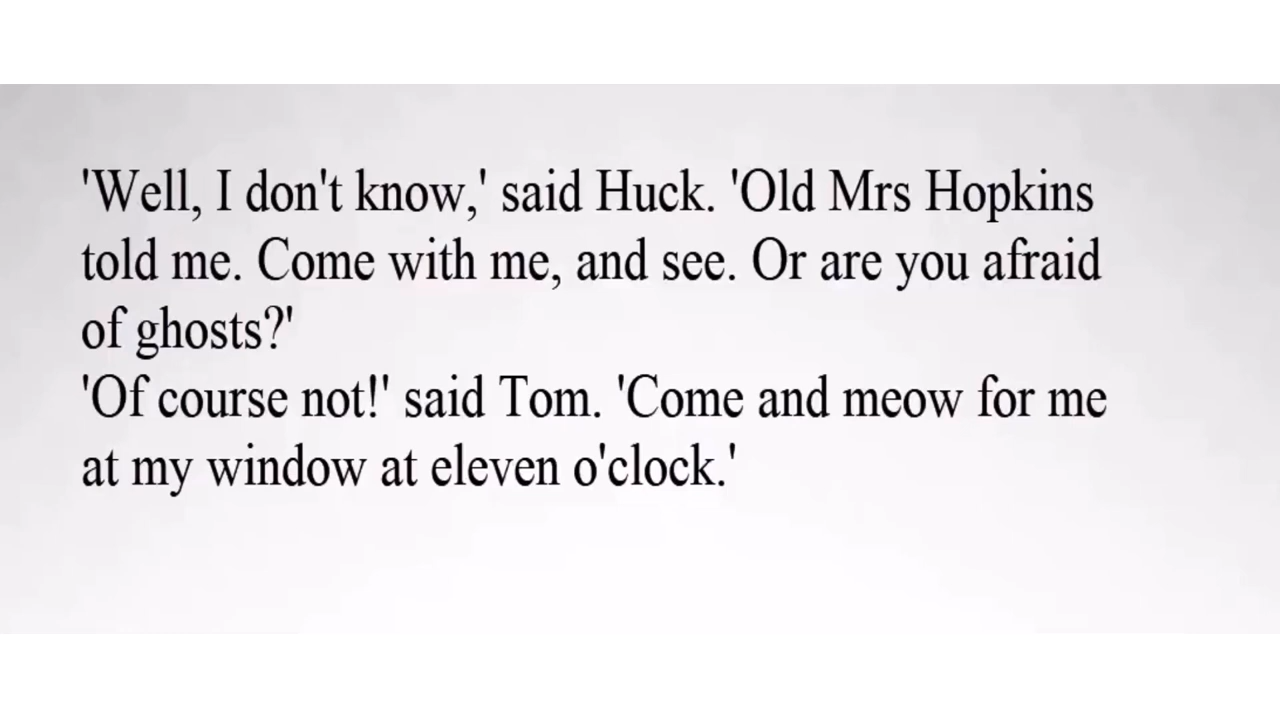 'Well, I don't know,' said Huck. 'Old Mrs Hopkins
told me. Come with me, and see. Or are you afraid
of ghosts?'
'Of course not!' said Tom. 'Come and meow for me
at my window at eleven o'clock.'